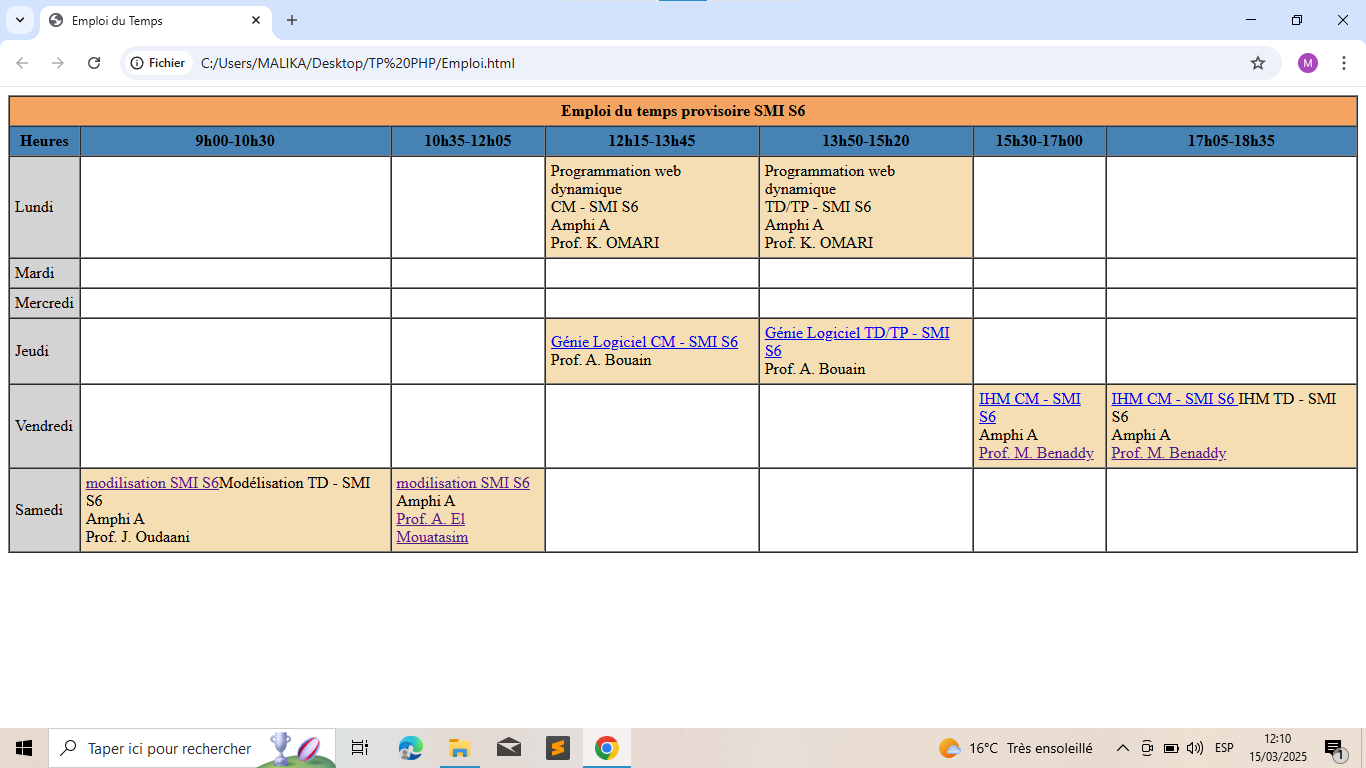 Emploi du Temps
Fichier
C:/Users/MALIKA/Desktop/TP%20PHP/Emploi.html
M
Emploi du temps provisoire SMI S6
Heures
9h00-10h30
10h35-12h05
12h15-13h45
13h50-15h20
15h30-17h00
17h05-18h35
Lundi
Programmation web
dynamique
CM - SMI S6
Amphi A
Prof. K. OMARI
Programmation web
dynamique
TD/TP - SMI S6
Amphi A
Prof. K. OMARI
Mardi
Mercredi
Jeudi
Génie Logiciel CM - SMI S6
Prof. A. Bouain
Génie Logiciel TD/TP - SMI
S6
Prof. A. Bouain
Vendredi
IHM CM - SMI
S6
Amphi A
Prof. M. Benaddy
IHM CM - SMI S6 IHM TD - SMI
S6
Amphi A
Prof. M. Benaddy
Samedi
modilisation SMI S6Modélisation TD - SMI
S6
Amphi A
Prof. J. Oudaani
modilisation SMI S6
Amphi A
Prof. A. El
Mouatasim
Taper ici pour rechercher
16°C Très ensoleillé
ESP
12:10
15/03/2025
1